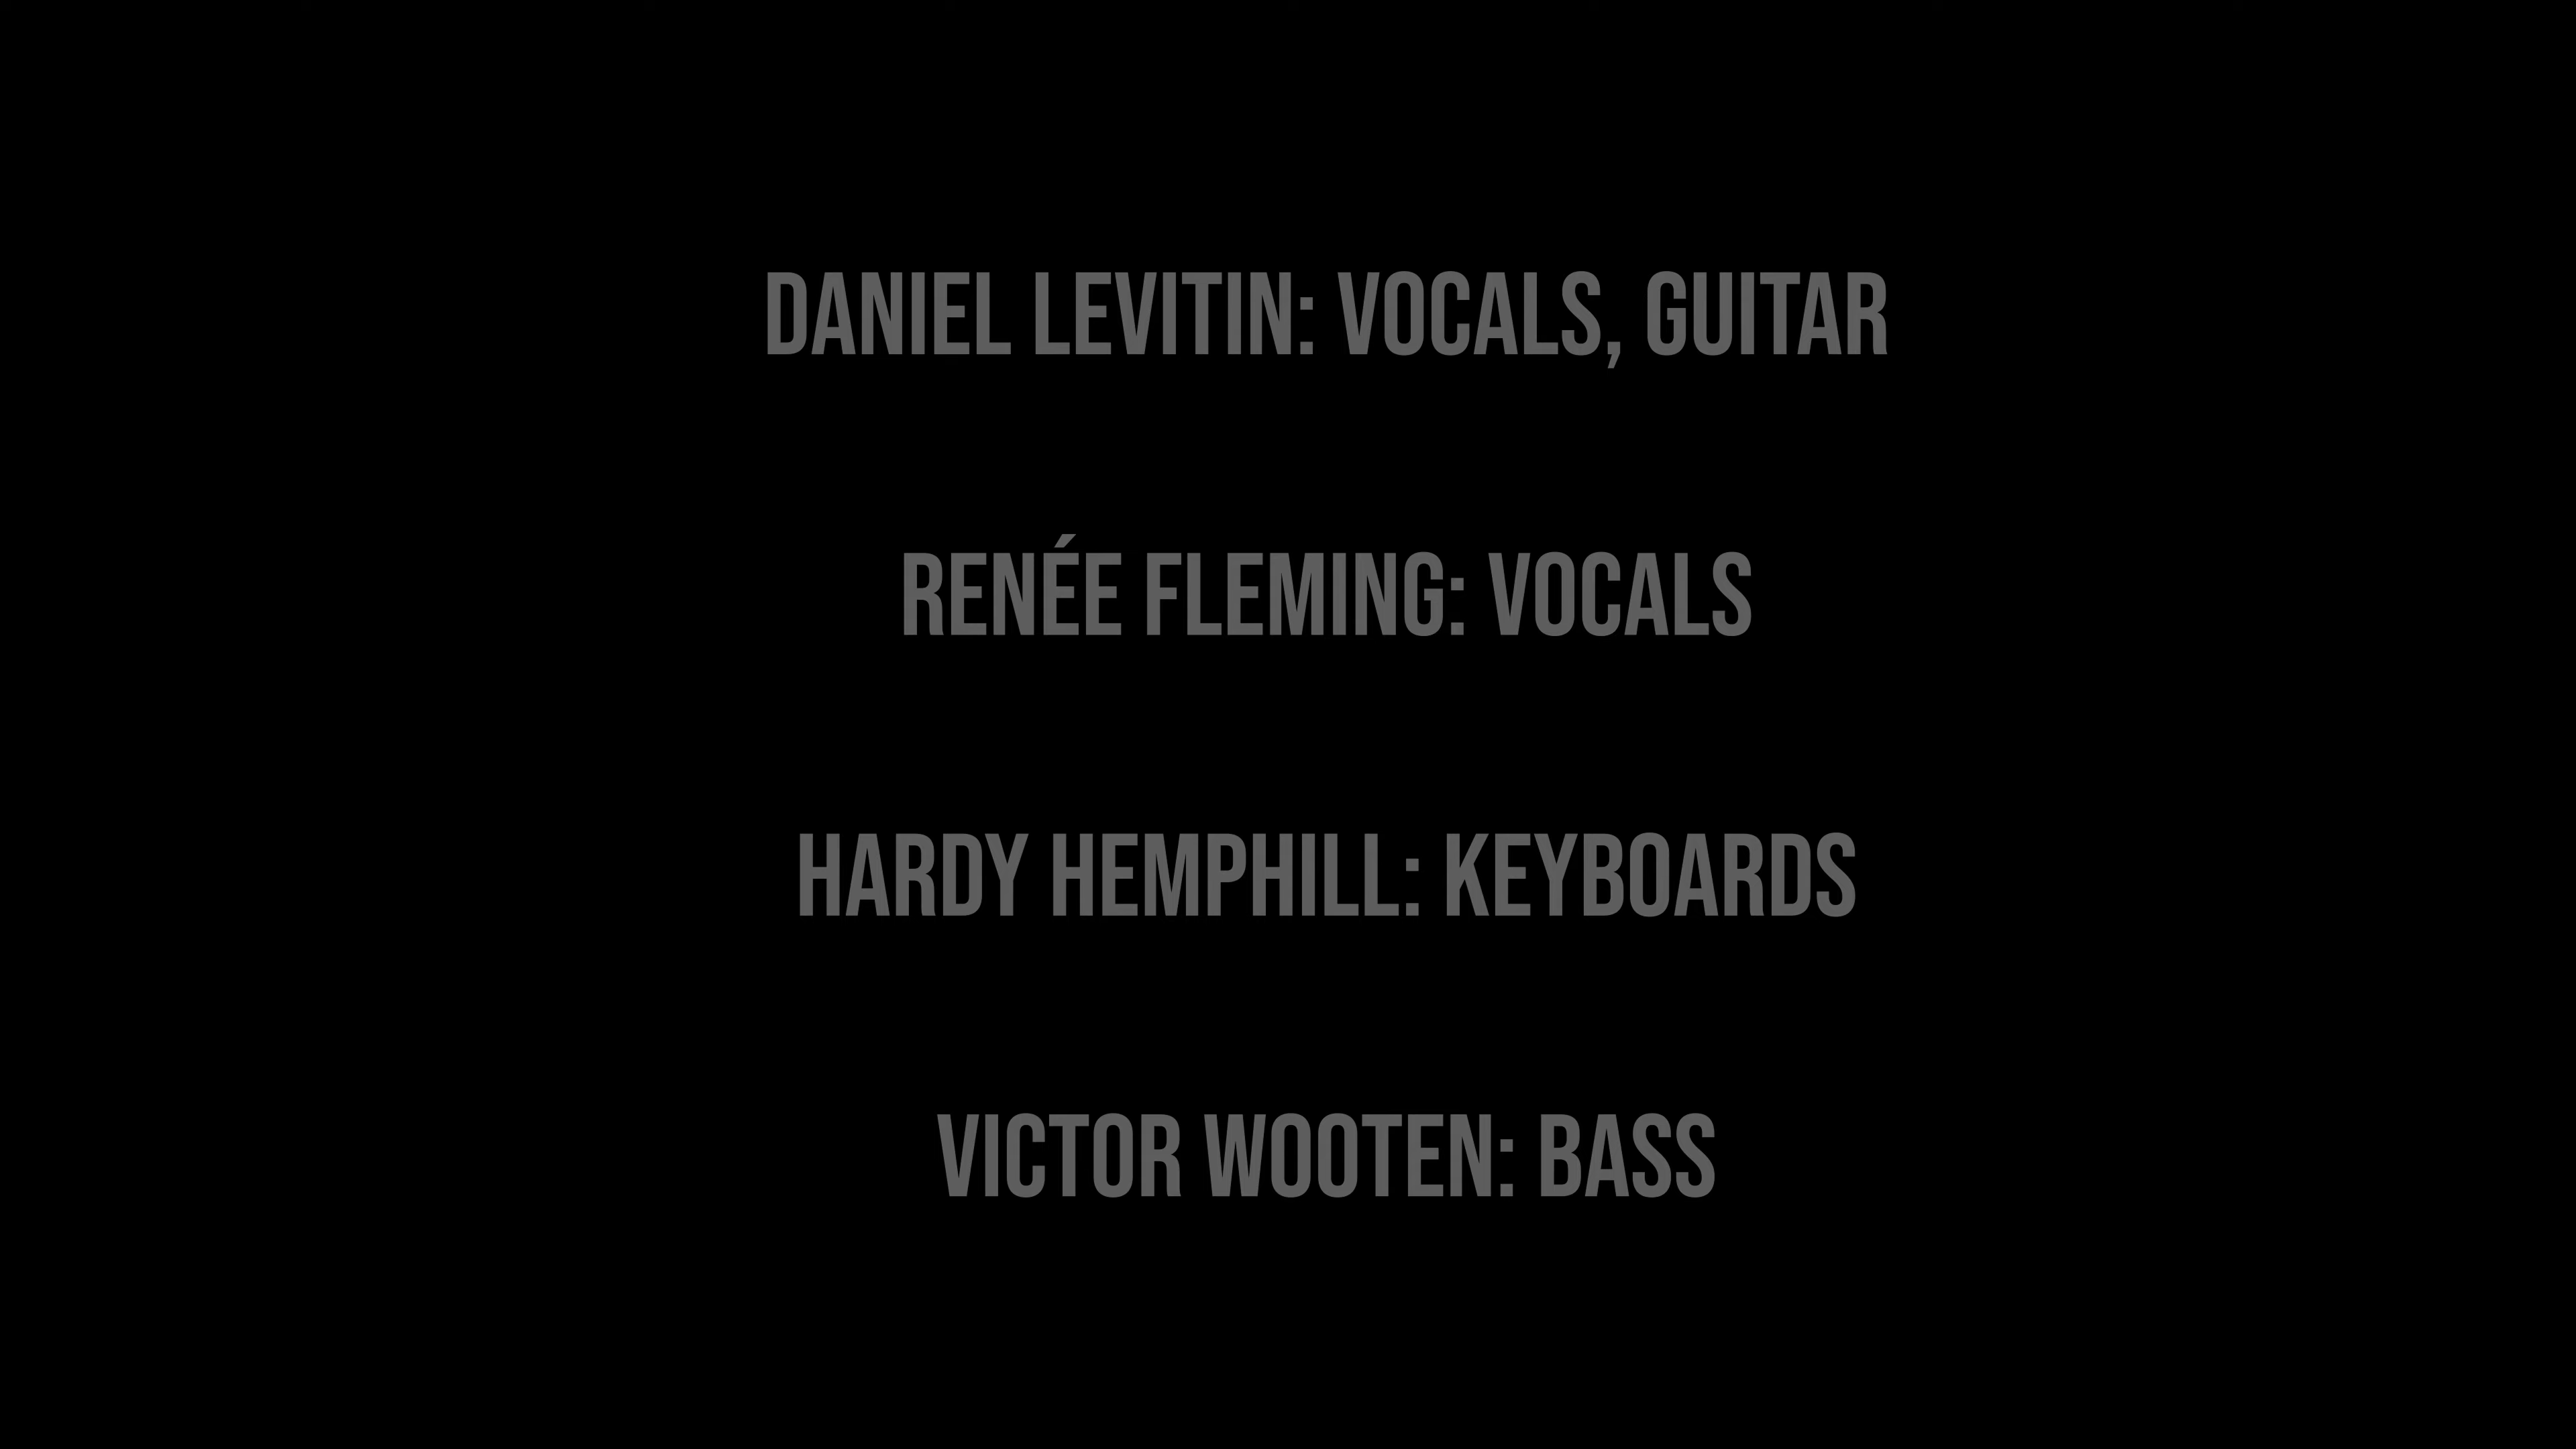 DANIEL LEVITIN: VOCALS, GUITAR
RENÉE FLEMING: VOCALS
HARDY HEMPHILL: KEYBOARDS
VICTOR WOOTEN: BASS